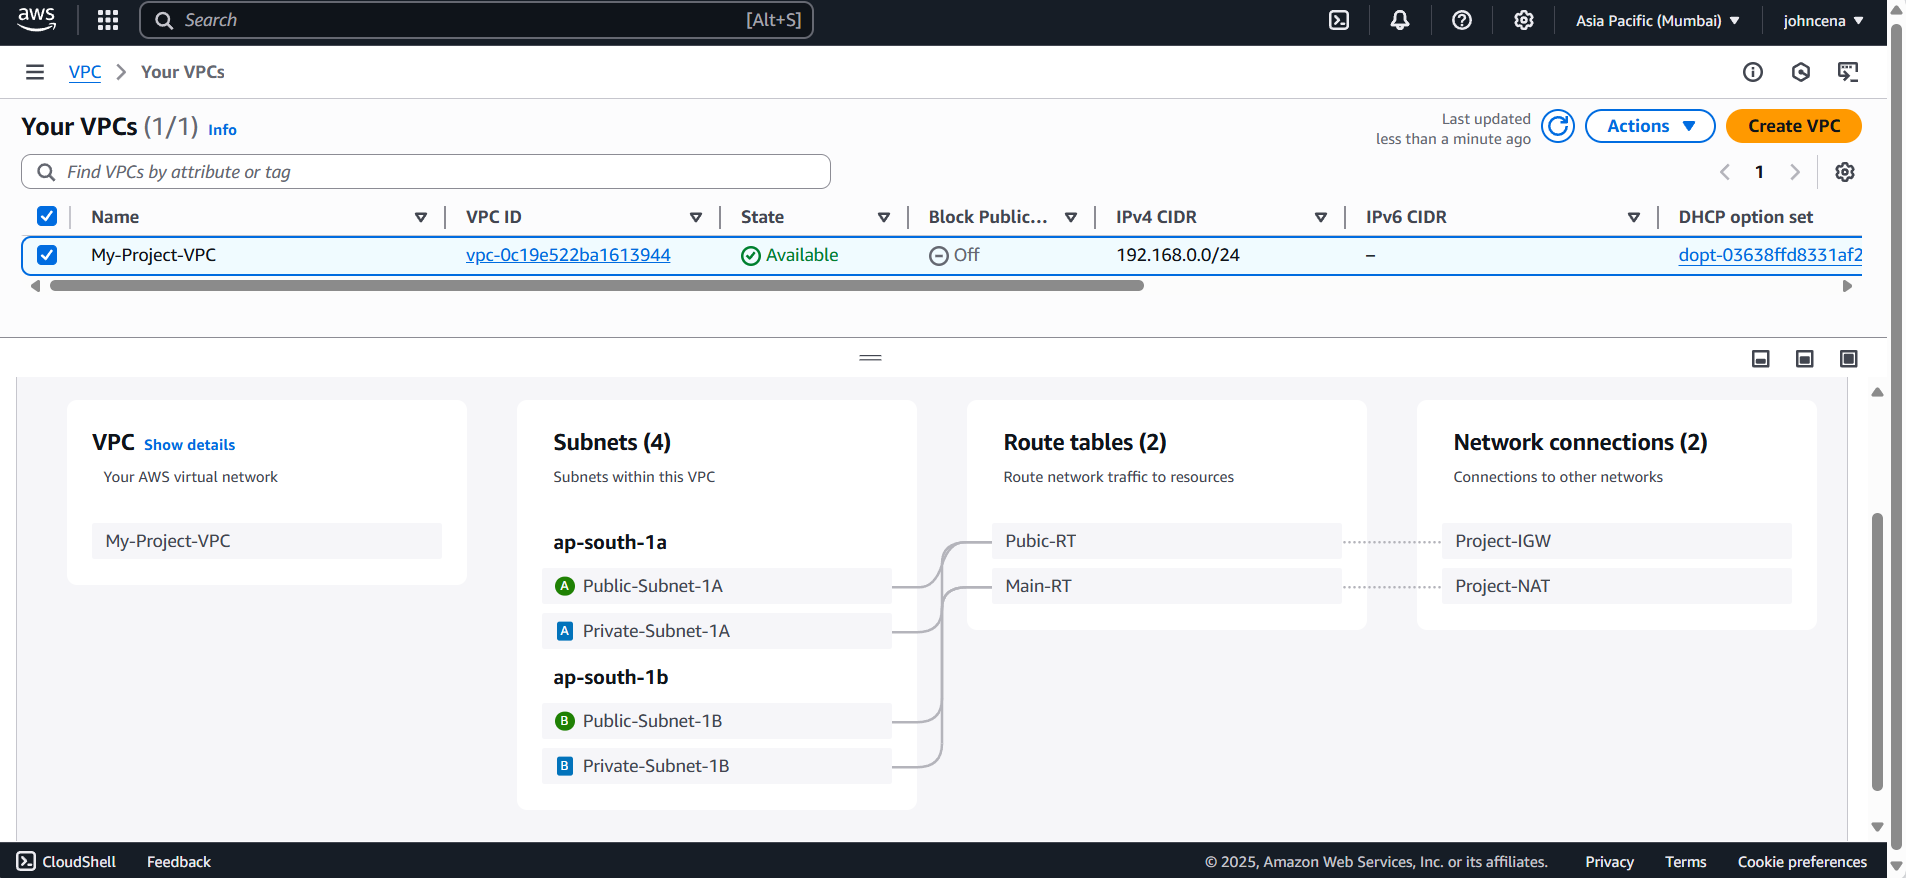 aws
Search [Alt+S]
Asia Pacific (Mumbai) johncena
VPC Your VPCs
Your VPCs (1/1) Info
Last updated
less than a minute ago
Actions
Create VPC
Find VPCs by attribute or tag
1
Name VPC ID State Block Public... IPv4 CIDR IPv6 CIDR DHCP option set
My-Project-VPC vpc-0c19e522ba1613944 Available Off 192.168.0.0/24 – dopt-03638ffd8331af2
VPC Show details
Your AWS virtual network
My-Project-VPC
Subnets (4)
Subnets within this VPC
ap-south-1a
A Public-Subnet-1A
A Private-Subnet-1A
ap-south-1b
B Public-Subnet-1B
B Private-Subnet-1B
Route tables (2)
Route network traffic to resources
Pubic-RT
Main-RT
Network connections (2)
Connections to other networks
Project-IGW
Project-NAT
CloudShell Feedback © 2025, Amazon Web Services, Inc. or its affiliates. Privacy Terms Cookie preferences